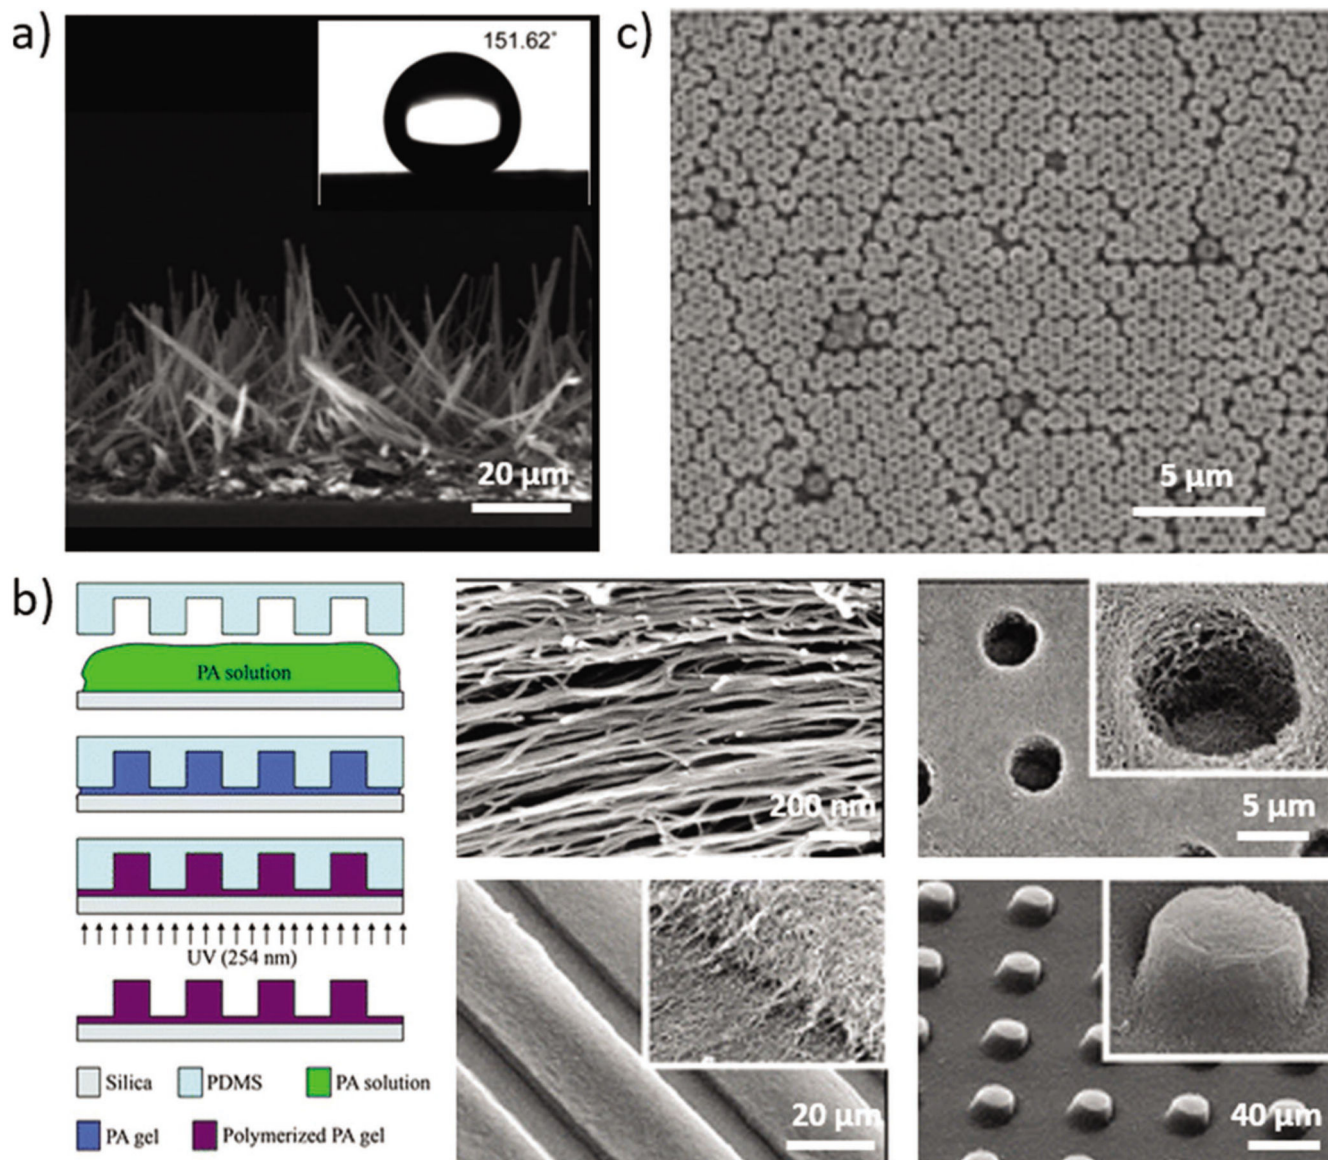 a)
151.62°
20 µm
c)
5 µm
b)
PA solution
UV (254 nm)
Silica
PDMS
PA solution
PA gel
Polymerized PA gel
200 nm
5 µm
20 µm
40 µm